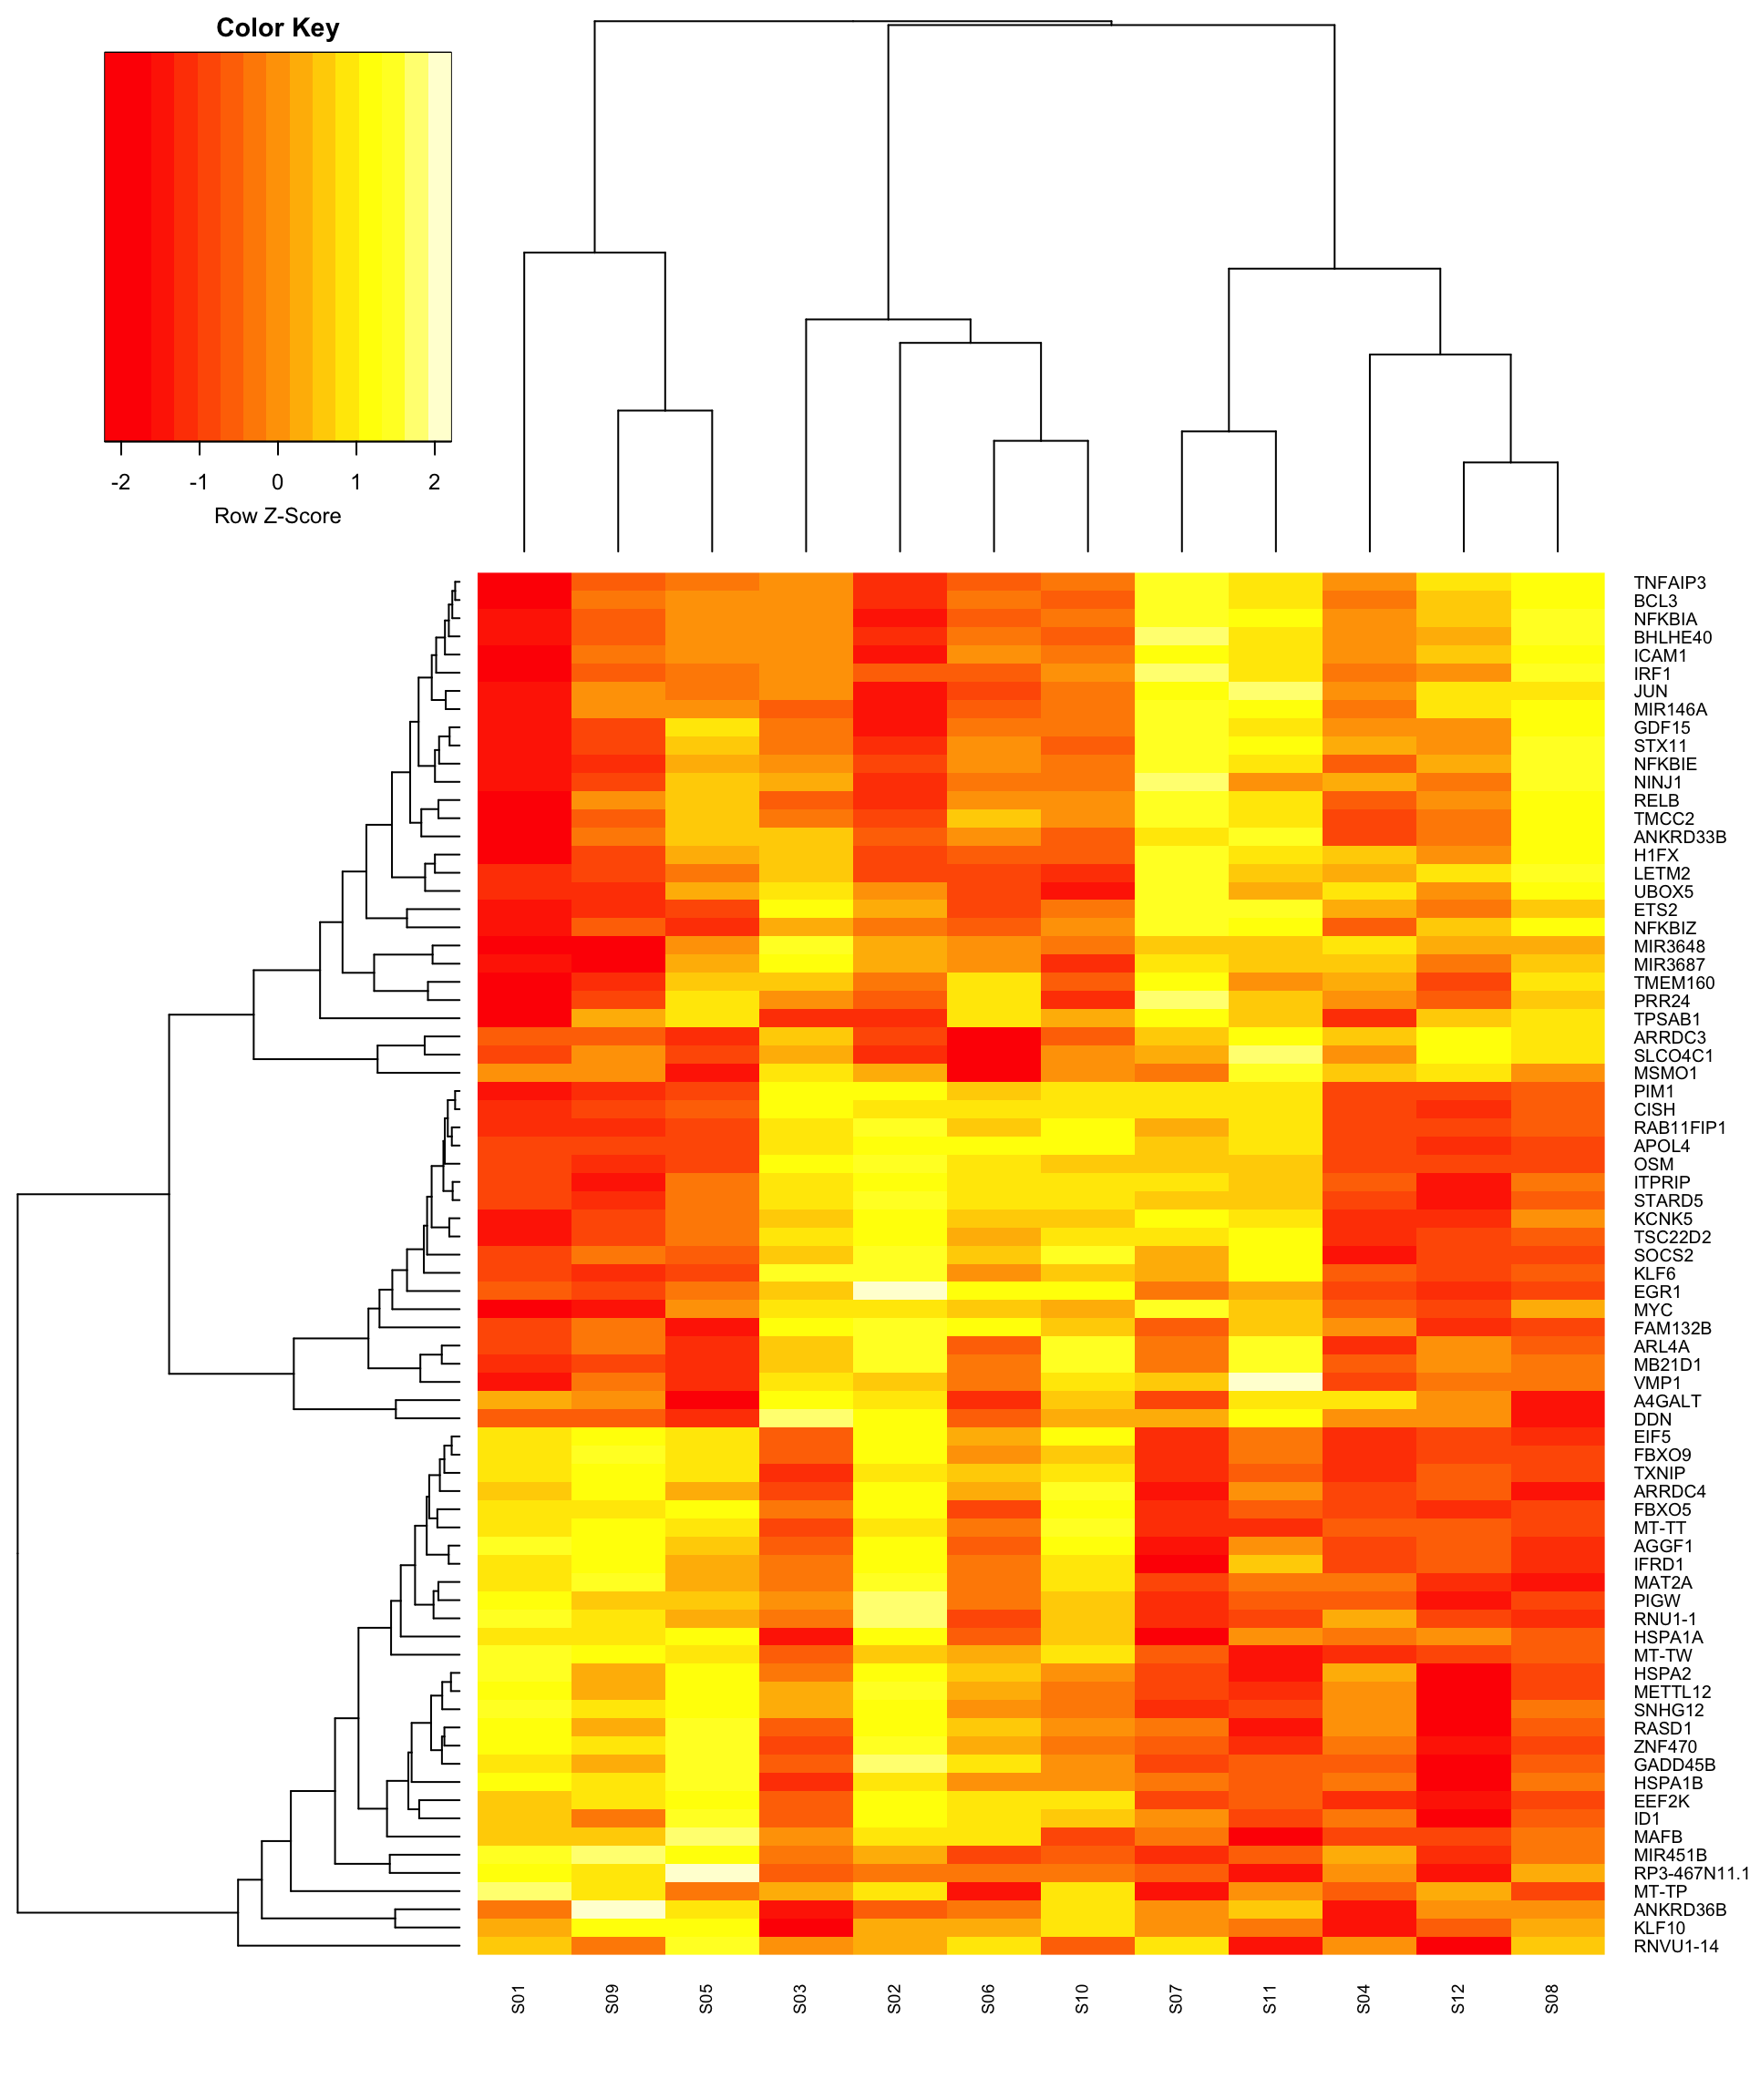 Color Key
-2 -1 0 1 2
Row Z-Score
TNFAIP3
BCL3
NFKBIA
BHLHE40
ICAM1
IRF1
JUN
MIR146A
GDF15
STX11
NFKBIE
NINJ1
RELB
TMCC2
ANKRD33B
H1FX
LETM2
UBOX5
ETS2
NFKBIZ
MIR3648
MIR3687
TMEM160
PRR24
TPSAB1
ARRDC3
SLCO4C1
MSMO1
PIM1
CISH
RAB11FIP1
APOL4
OSM
ITPRIP
STARD5
KCNK5
TSC22D2
SOCS2
KLF6
EGR1
MYC
FAM132B
ARL4A
MB21D1
VMP1
A4GALT
DDN
EIF5
FBXO9
TXNIP
ARRDC4
FBXO5
MT-TT
AGGF1
IFRD1
MAT2A
PIGW
RNU1-1
HSPA1A
MT-TW
HSPA2
METTL12
SNHG12
RASD1
ZNF470
GADD45B
HSPA1B
EEF2K
ID1
MAFB
MIR451B
RP3-467N11.1
MT-TP
ANKRD36B
KLF10
RNVU1-14
S01 S09 S05 S03 S02 S06 S10 S07 S11 S04 S12 S08